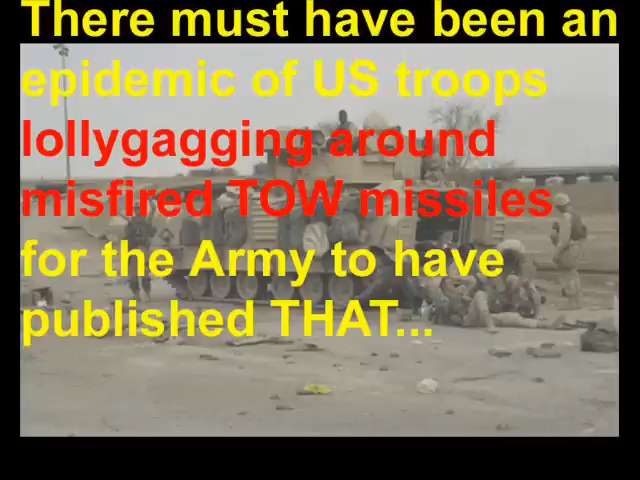 There must have been an
epidemic of US troops
lollygagging around
misfired TOW missiles
for the Army to have
published THAT...